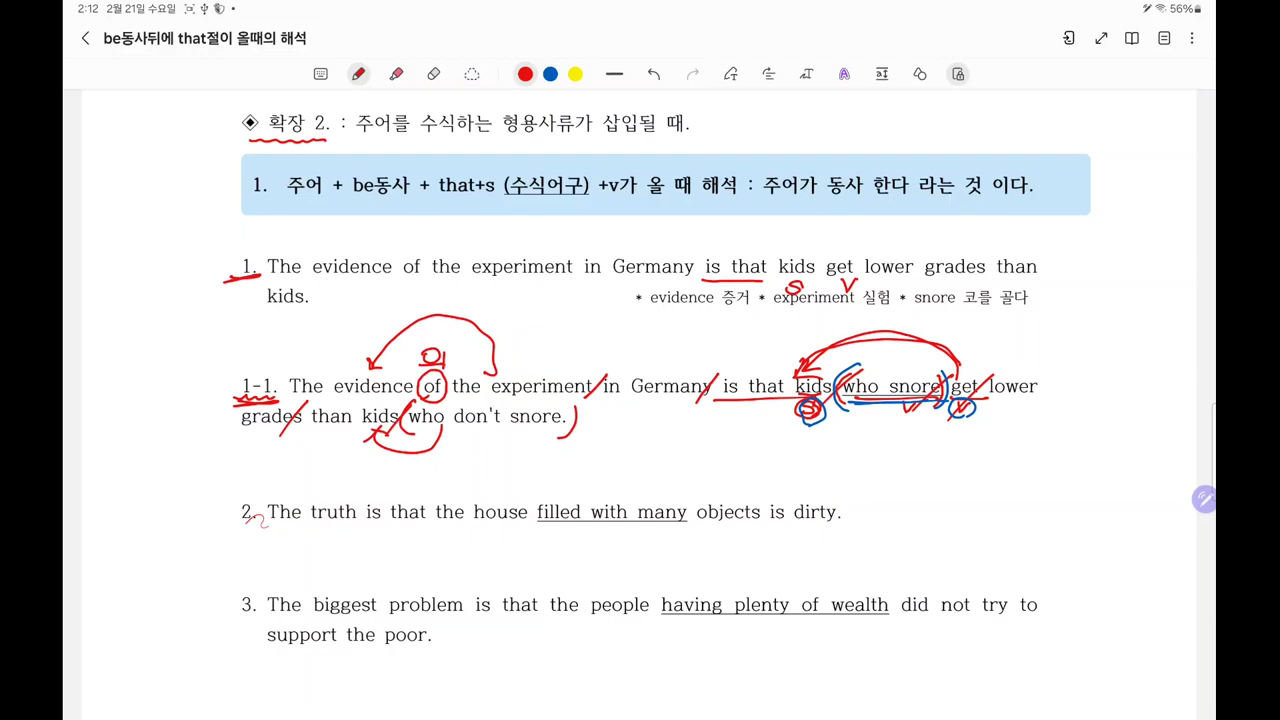 2:12 2월 21일 수요일
56%
be동사뒤에 that절이 올때의 해석
◈ 확장 2. : 주어를 수식하는 형용사류가 삽입될 때.
1. 주어 + be동사 + that+s (수식어구) +v가 올 때 해석 : 주어가 동사 한다 라는 것 이다.
1. The evidence of the experiment in Germany is that kids get lower grades than
S V
kids. * evidence 증거 * experiment 실험 * snore 코를 골다
의
1-1. The evidence of the experiment in Germany is that kids (who snore) get lower
S V
grades than kids (who don't snore.)
2. The truth is that the house filled with many objects is dirty.
3. The biggest problem is that the people having plenty of wealth did not try to
support the poor.